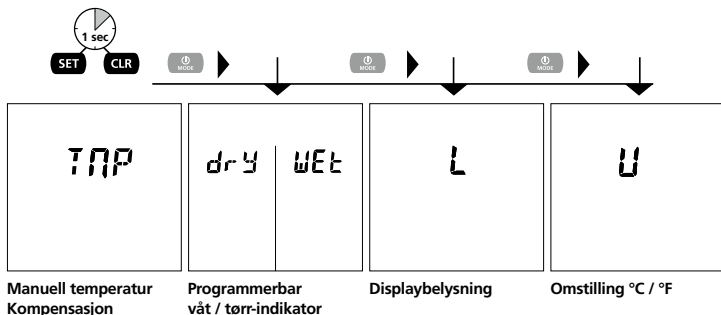 1 sec
SET CLR
MODE MODE MODE
TMP dry WEt L U
Manuell temperatur
Kompensasjon
Programmerbar
våt / tørr-indikator
Displaybelysning
Omstilling °C / °F